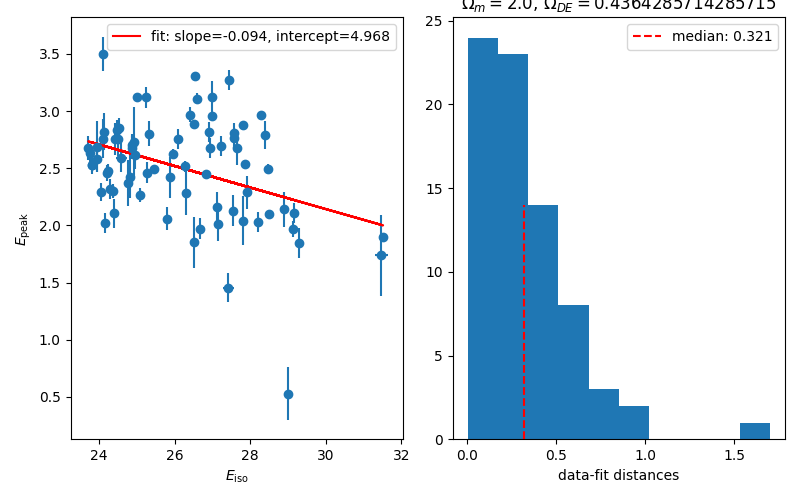 Ω_m = 2.0, Ω_DE = 0.4364285714285715
fit: slope=-0.094, intercept=4.968
median: 0.321
3.5
3.0
2.5
2.0
1.5
1.0
0.5
E_peak
24 26 28 30 32
E_iso
25
20
15
10
5
0
0.0 0.5 1.0 1.5
data-fit distances